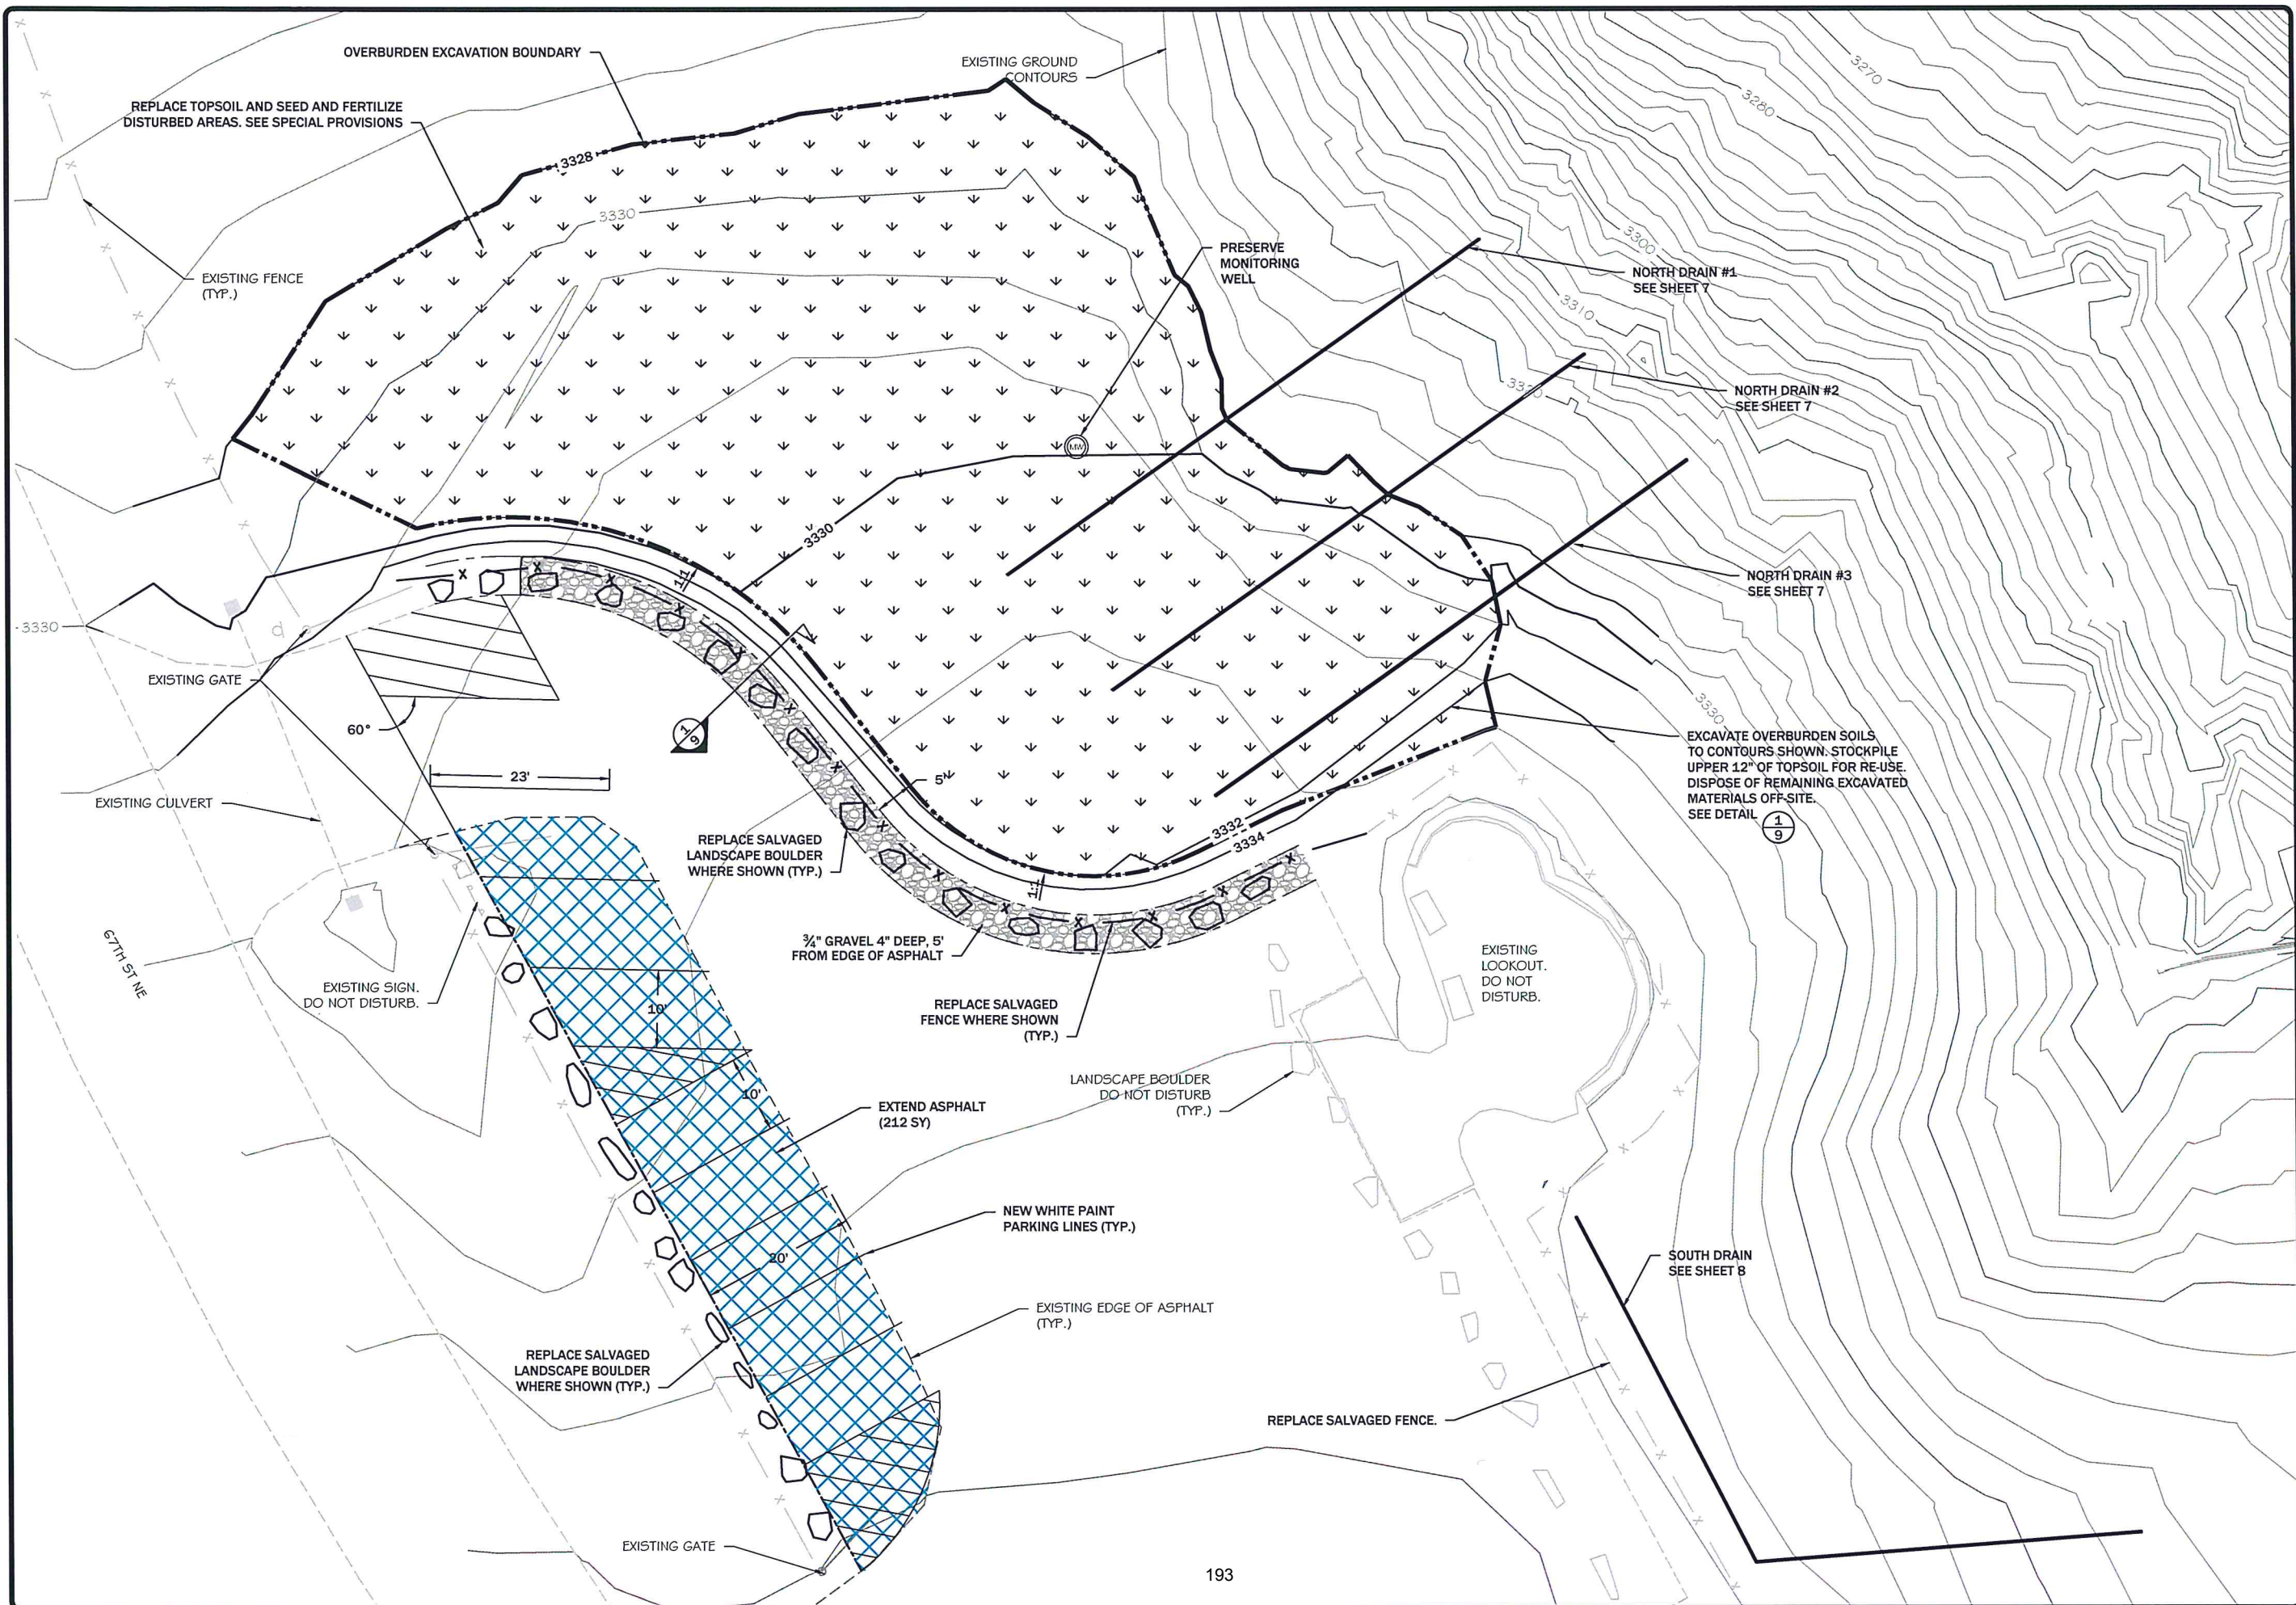 OVERBURDEN EXCAVATION BOUNDARY
EXISTING GROUND
CONTOURS
3270
3280
REPLACE TOPSOIL AND SEED AND FERTILIZE
DISTURBED AREAS. SEE SPECIAL PROVISIONS
3328
3330
3300
PRESERVE
MONITORING
WELL
NORTH DRAIN #1
SEE SHEET 7
EXISTING FENCE
(TYP.)
3310
NORTH DRAIN #2
SEE SHEET 7
MW
3330
NORTH DRAIN #3
SEE SHEET 7
1:1
3330
EXISTING GATE
60°
1
9
3330
EXCAVATE OVERBURDEN SOILS
TO CONTOURS SHOWN. STOCKPILE
UPPER 12" OF TOPSOIL FOR RE-USE.
DISPOSE OF REMAINING EXCAVATED
MATERIALS OFF-SITE.
SEE DETAIL
1
9
23'
5'
EXISTING CULVERT
3332
3334
REPLACE SALVAGED
LANDSCAPE BOULDER
WHERE SHOWN (TYP.)
1:1
¾" GRAVEL 4" DEEP, 5'
FROM EDGE OF ASPHALT
67TH ST NE
EXISTING SIGN.
DO NOT DISTURB.
10'
REPLACE SALVAGED
FENCE WHERE SHOWN
(TYP.)
EXISTING
LOOKOUT.
DO NOT
DISTURB.
LANDSCAPE BOULDER
DO NOT DISTURB
(TYP.)
10'
EXTEND ASPHALT
(212 SY)
NEW WHITE PAINT
PARKING LINES (TYP.)
20'
SOUTH DRAIN
SEE SHEET 8
EXISTING EDGE OF ASPHALT
(TYP.)
REPLACE SALVAGED
LANDSCAPE BOULDER
WHERE SHOWN (TYP.)
REPLACE SALVAGED FENCE.
EXISTING GATE
193